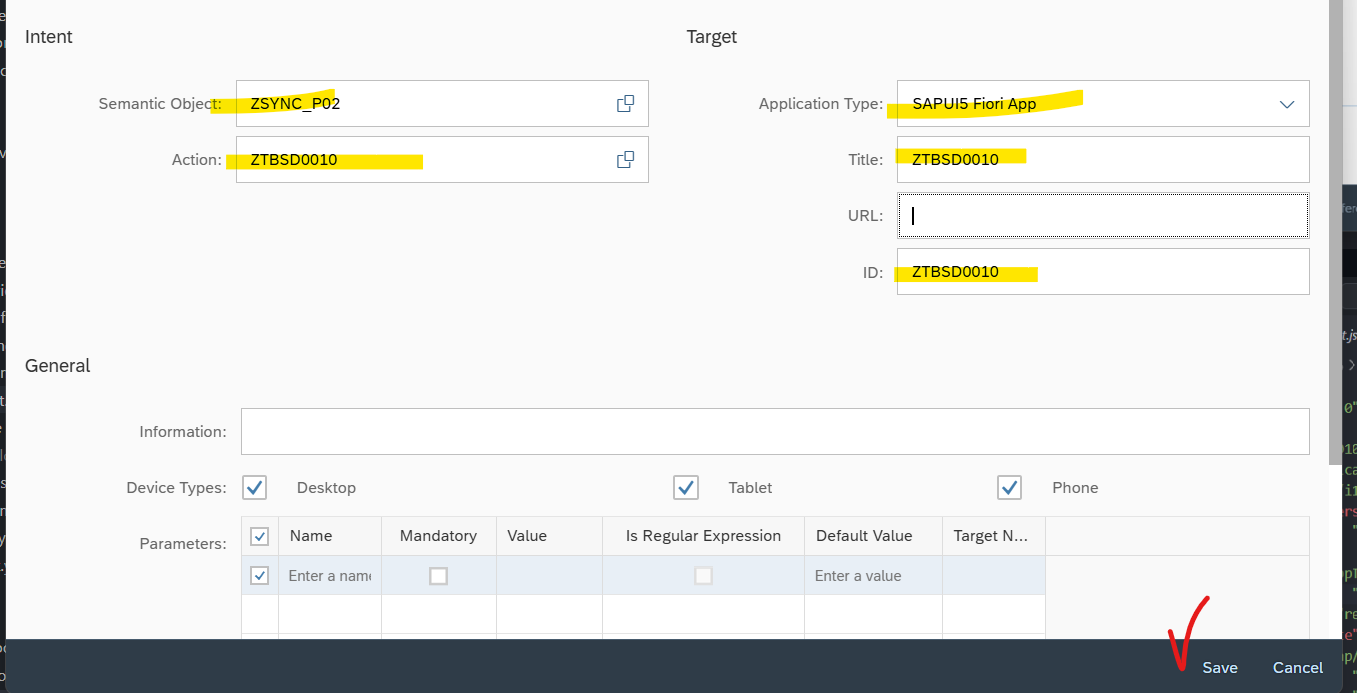 Intent
Target
Semantic Object: ZSYNC_P02
Application Type: SAPUI5 Fiori App
Action: ZTBSD0010
Title: ZTBSD0010
URL:
ID: ZTBSD0010
General
Information:
Device Types: Desktop Tablet Phone
Parameters: Name Mandatory Value Is Regular Expression Default Value Target N...
Enter a name Enter a value
Save Cancel